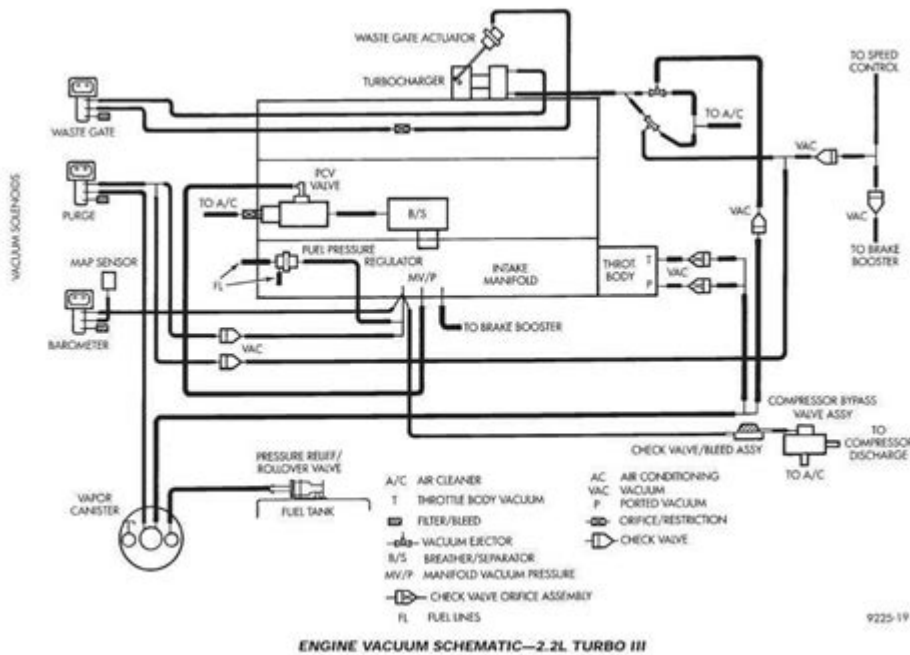 WASTE GATE ACTUATOR
TURBOCHARGER
TO SPEED
CONTROL
TO A/C
WASTE GATE
VAC
VACUUM SOLENOIDS
PCV
VALVE
PURGE
TO A/C
B/S
VAC
VAC
MAP SENSOR
FUEL PRESSURE
REGULATOR
FL
MV/P
INTAKE
MANIFOLD
THROT.
BODY
T
P
VAC
TO BRAKE
BOOSTER
BAROMETER
TO BRAKE BOOSTER
VAC
COMPRESSOR BYPASS
VALVE ASSY
TO
COMPRESSOR
DISCHARGE
CHECK VALVE/BLEED ASSY
TO A/C
PRESSURE RELIEF/
ROLLOVER VALVE
VAPOR
CANISTER
FUEL TANK
A/C AIR CLEANER
T THROTTLE BODY VACUUM
FILTER/BLEED
VACUUM EJECTOR
B/S BREATHER/SEPARATOR
MV/P MANIFOLD VACUUM PRESSURE
CHECK VALVE ORIFICE ASSEMBLY
FL FUEL LINES
AC AIR CONDITIONING
VAC VACUUM
P PORTED VACUUM
ORIFICE/RESTRICTION
CHECK VALVE
9225-19
ENGINE VACUUM SCHEMATIC—2.2L TURBO III